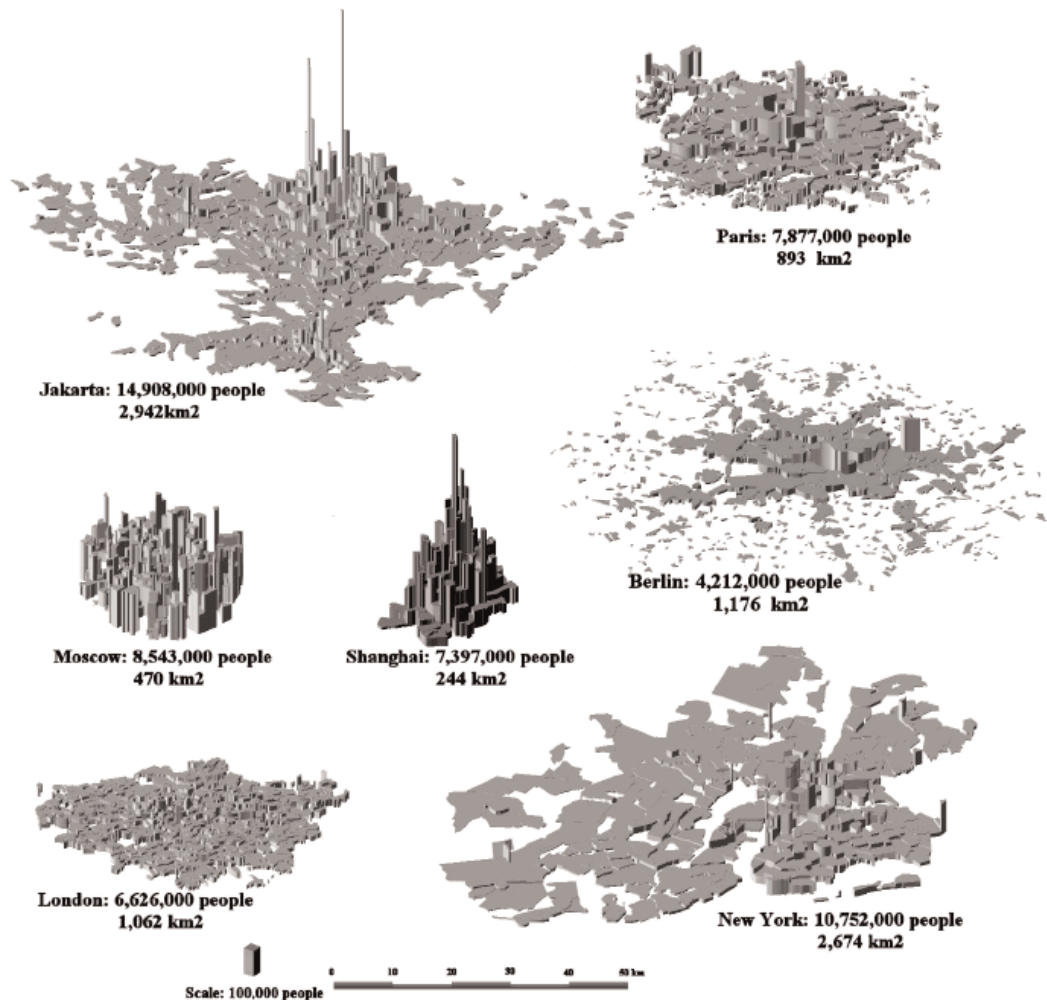 Paris: 7,877,000 people
893 km2
Jakarta: 14,908,000 people
2,942km2
Berlin: 4,212,000 people
1,176 km2
Moscow: 8,543,000 people
470 km2
Shanghai: 7,397,000 people
244 km2
London: 6,626,000 people
1,062 km2
New York: 10,752,000 people
2,674 km2
0 10 20 30 40 50 km
Scale: 100,000 people